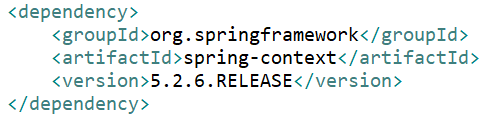 <dependency>
    <groupId>org.springframework</groupId>
    <artifactId>spring-context</artifactId>
    <version>5.2.6.RELEASE</version>
</dependency>